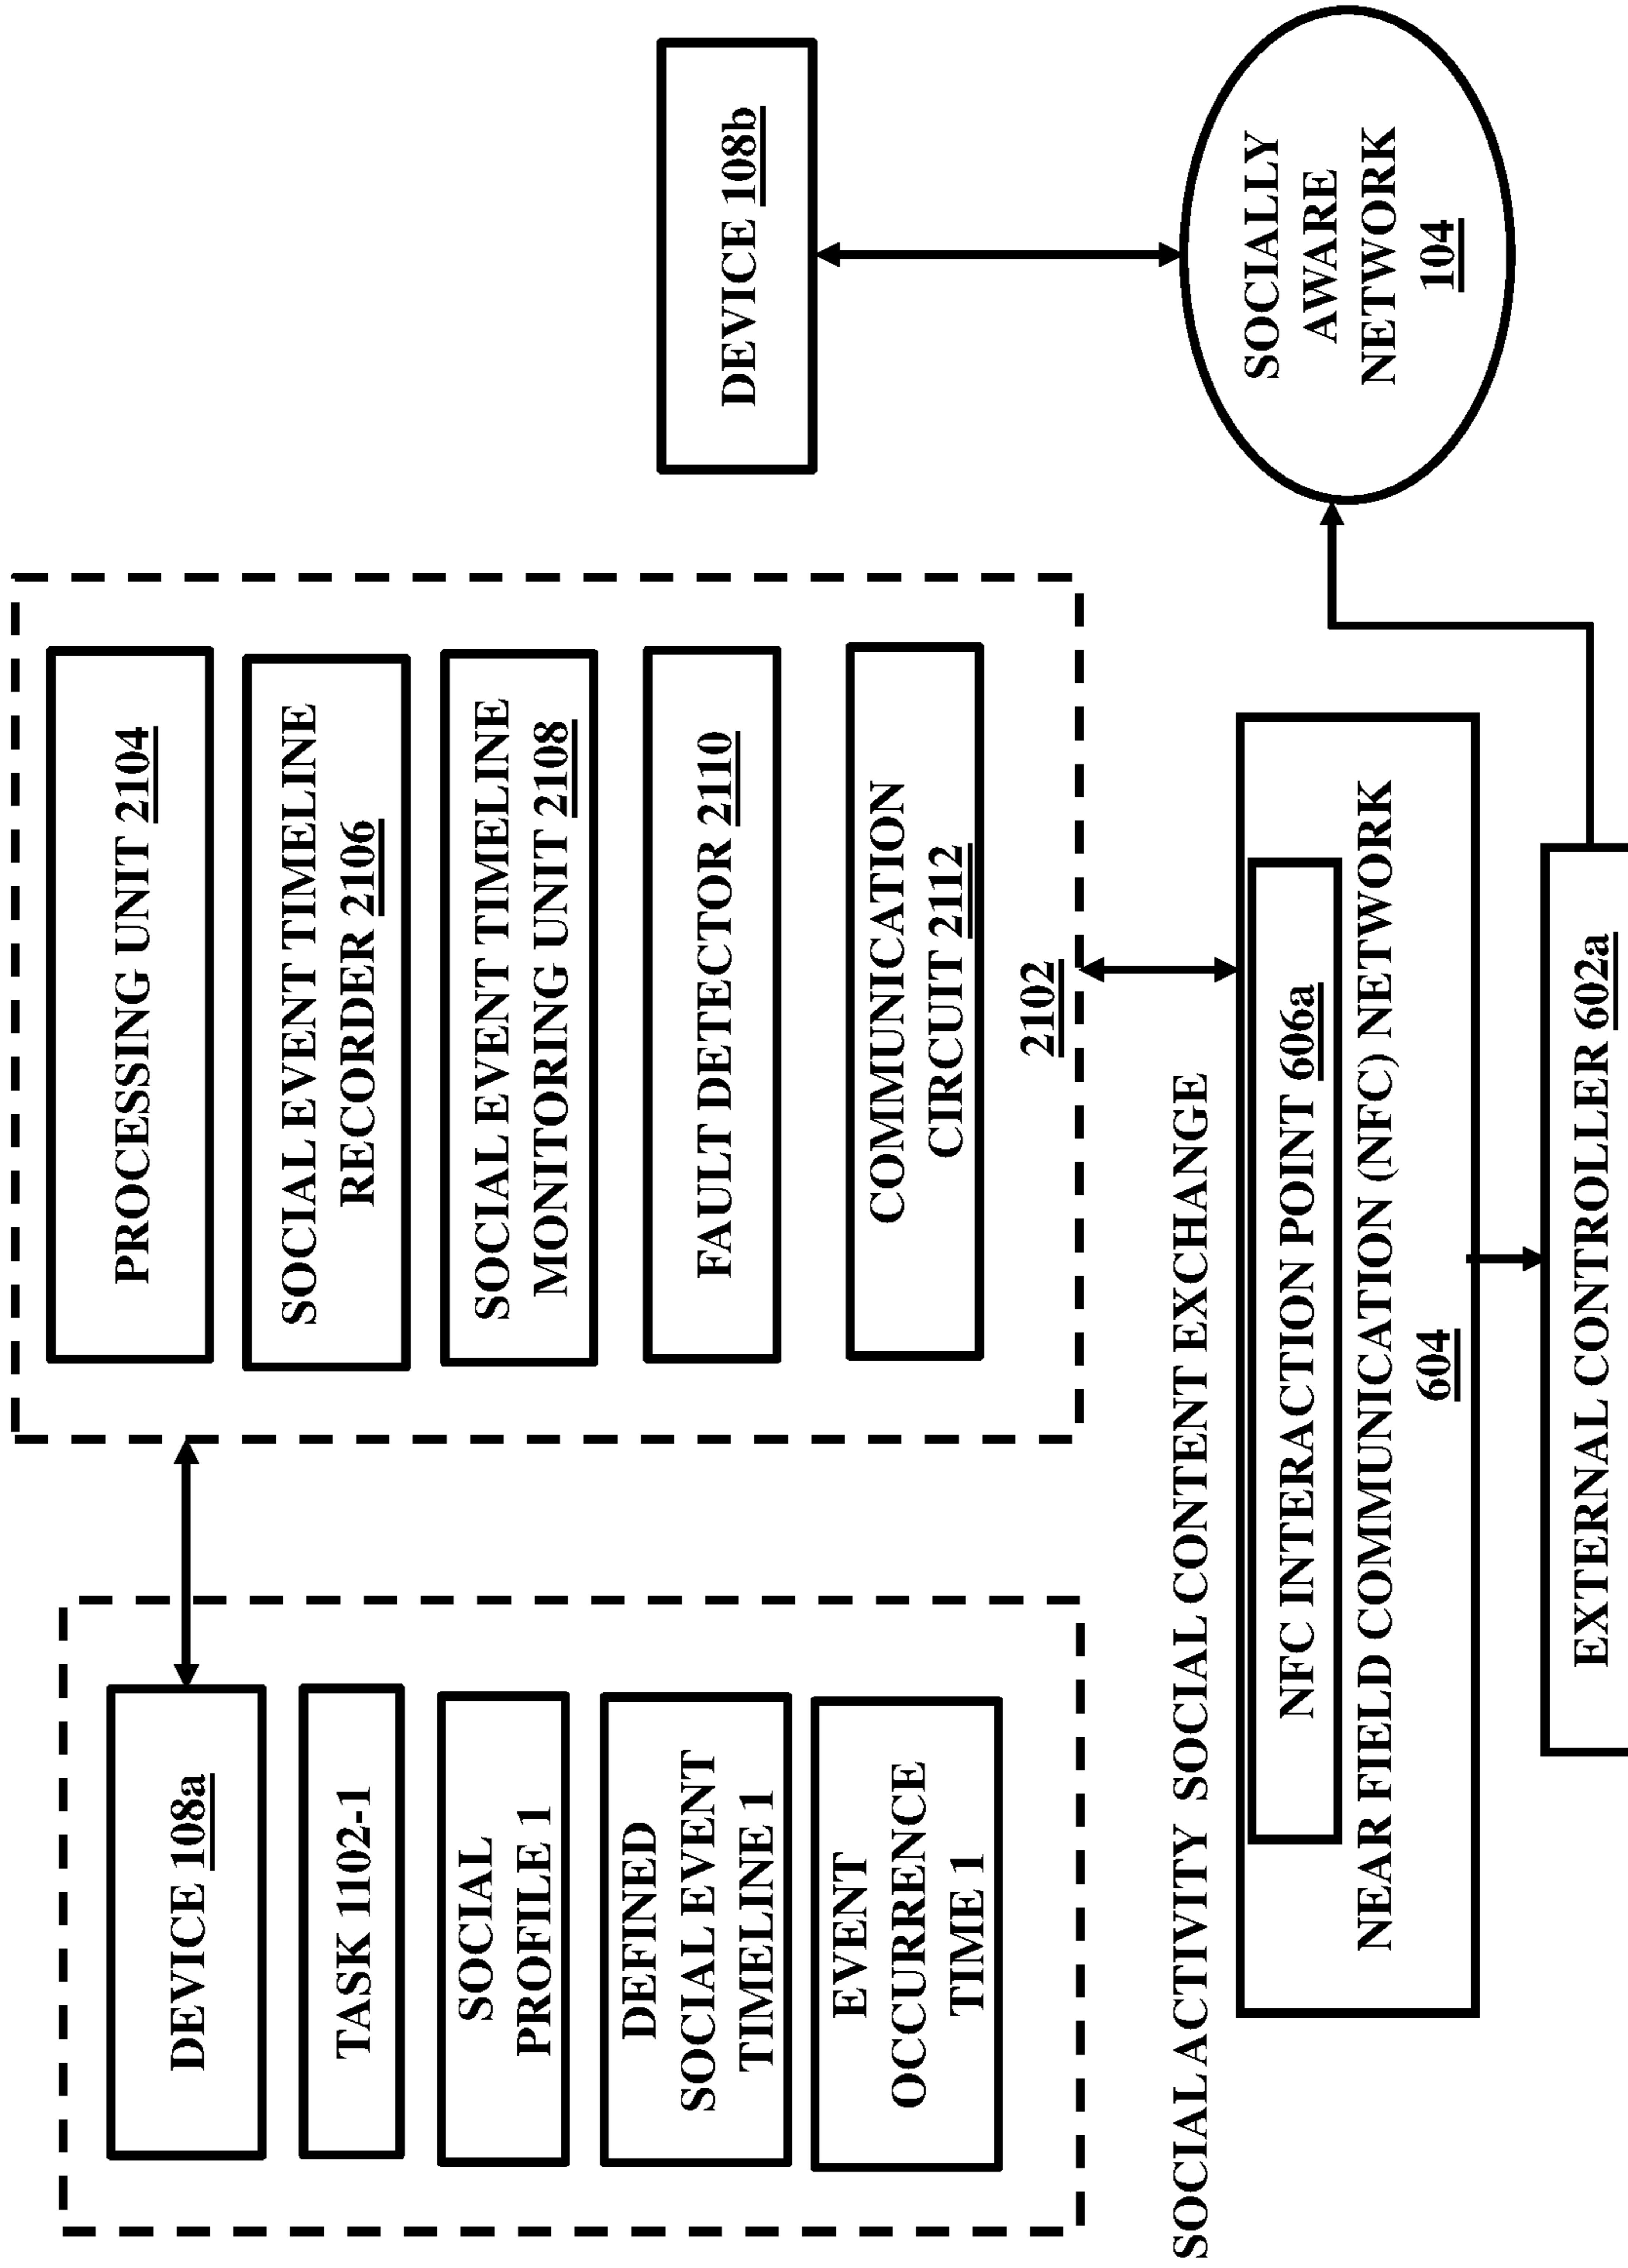 DEVICE 108a
TASK 1102-1
SOCIAL
PROFILE 1
DEFINED
SOCIAL EVENT
TIMELINE 1
EVENT
OCCURRENCE
TIME 1
PROCESSING UNIT 2104
SOCIAL EVENT TIMELINE
RECORDER 2106
SOCIAL EVENT TIMELINE
MONITORING UNIT 2108
FAULT DETECTOR 2110
COMMUNICATION
CIRCUIT 2112
2102
DEVICE 108b
SOCIALLY
AWARE
NETWORK
104
SOCIAL ACTIVITY SOCIAL CONTENT EXCHANGE
NFC INTERACTION POINT 606a
NEAR FIELD COMMUNICATION (NFC) NETWORK
604
EXTERNAL CONTROLLER 602a